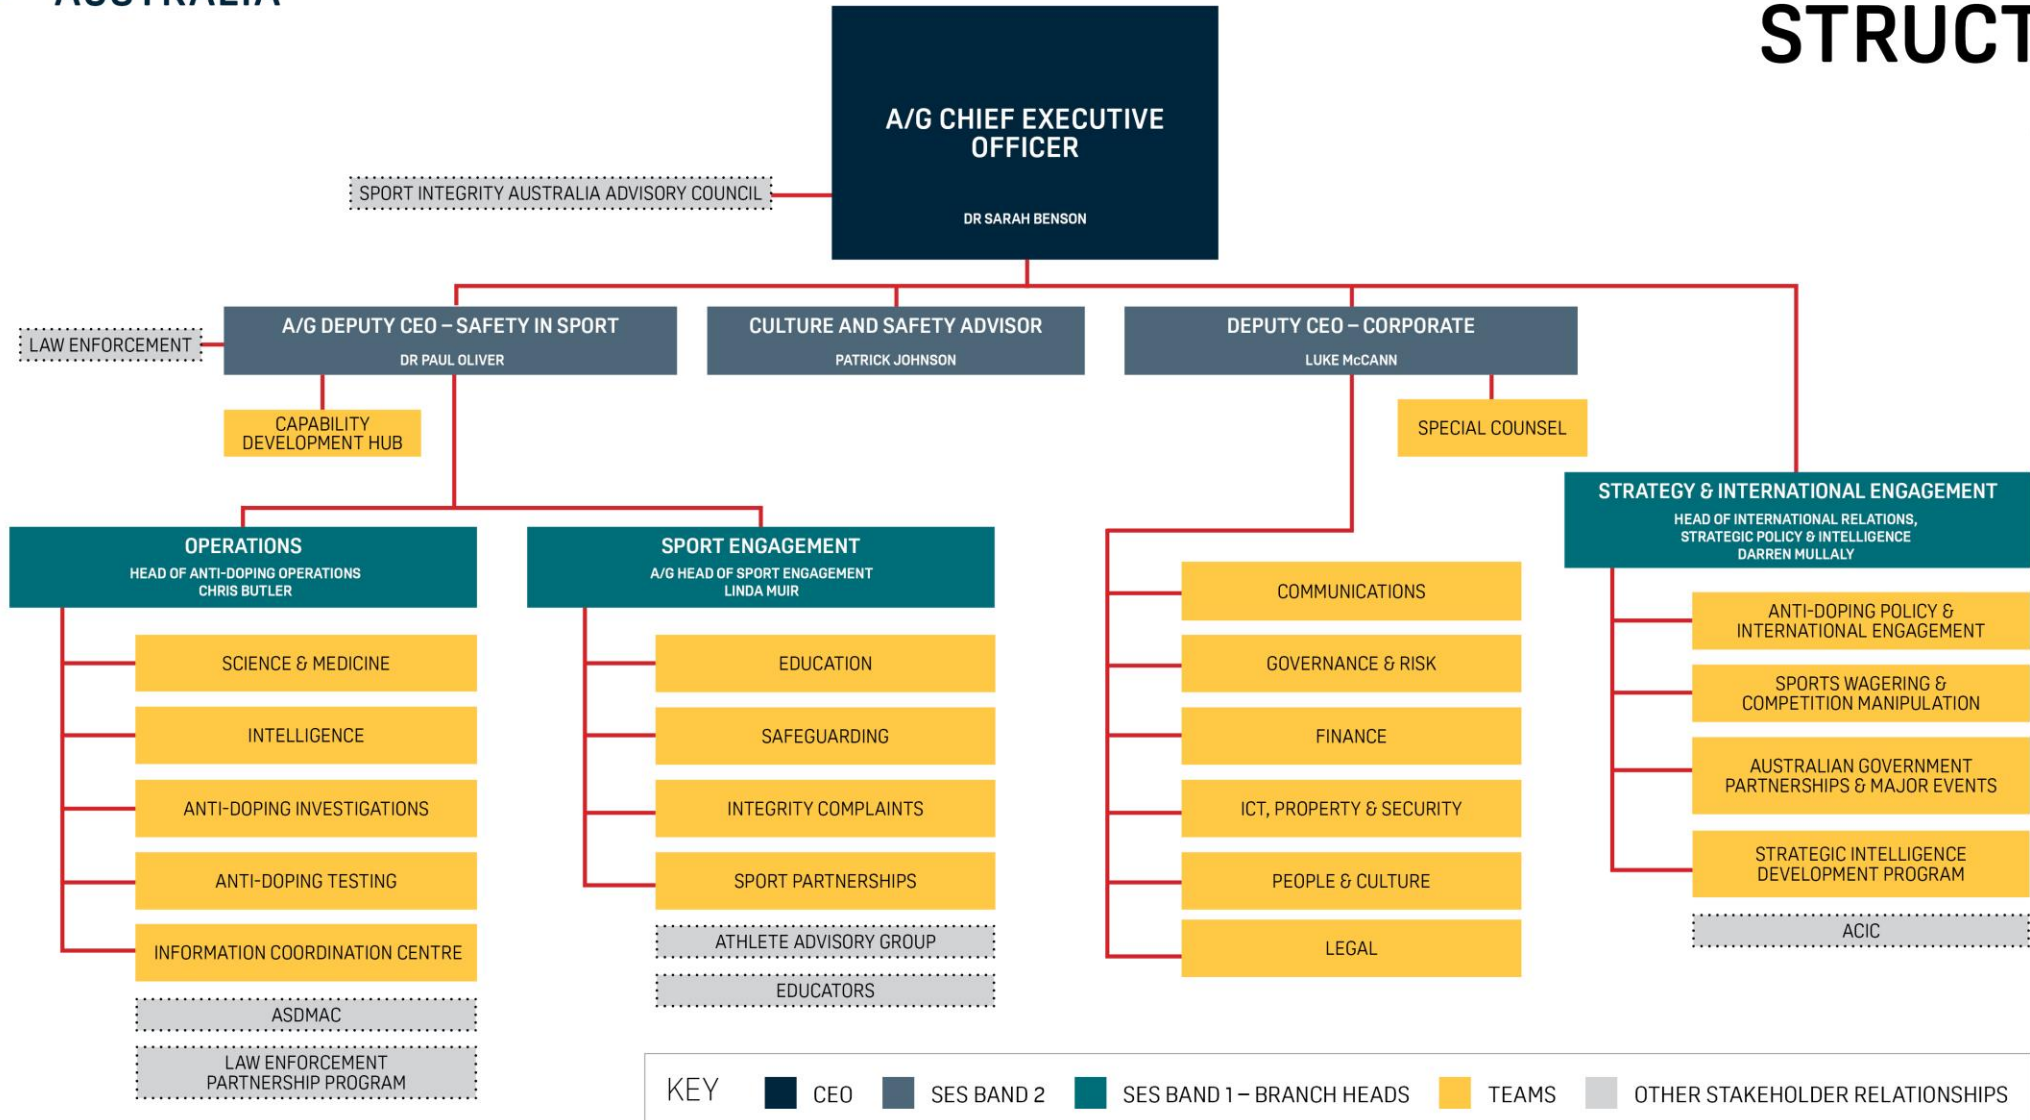 AUSTRALIA
STRUCT
A/G CHIEF EXECUTIVE
OFFICER
DR SARAH BENSON
SPORT INTEGRITY AUSTRALIA ADVISORY COUNCIL
LAW ENFORCEMENT
A/G DEPUTY CEO – SAFETY IN SPORT
DR PAUL OLIVER
CULTURE AND SAFETY ADVISOR
PATRICK JOHNSON
DEPUTY CEO – CORPORATE
LUKE McCANN
CAPABILITY
DEVELOPMENT HUB
SPECIAL COUNSEL
OPERATIONS
HEAD OF ANTI-DOPING OPERATIONS
CHRIS BUTLER
SCIENCE & MEDICINE
INTELLIGENCE
ANTI-DOPING INVESTIGATIONS
ANTI-DOPING TESTING
INFORMATION COORDINATION CENTRE
ASDMAC
LAW ENFORCEMENT
PARTNERSHIP PROGRAM
SPORT ENGAGEMENT
A/G HEAD OF SPORT ENGAGEMENT
LINDA MUIR
EDUCATION
SAFEGUARDING
INTEGRITY COMPLAINTS
SPORT PARTNERSHIPS
ATHLETE ADVISORY GROUP
EDUCATORS
COMMUNICATIONS
GOVERNANCE & RISK
FINANCE
ICT, PROPERTY & SECURITY
PEOPLE & CULTURE
LEGAL
STRATEGY & INTERNATIONAL ENGAGEMENT
HEAD OF INTERNATIONAL RELATIONS,
STRATEGIC POLICY & INTELLIGENCE
DARREN MULLALY
ANTI-DOPING POLICY &
INTERNATIONAL ENGAGEMENT
SPORTS WAGERING &
COMPETITION MANIPULATION
AUSTRALIAN GOVERNMENT
PARTNERSHIPS & MAJOR EVENTS
STRATEGIC INTELLIGENCE
DEVELOPMENT PROGRAM
ACIC
KEY CEO SES BAND 2 SES BAND 1 – BRANCH HEADS TEAMS OTHER STAKEHOLDER RELATIONSHIPS